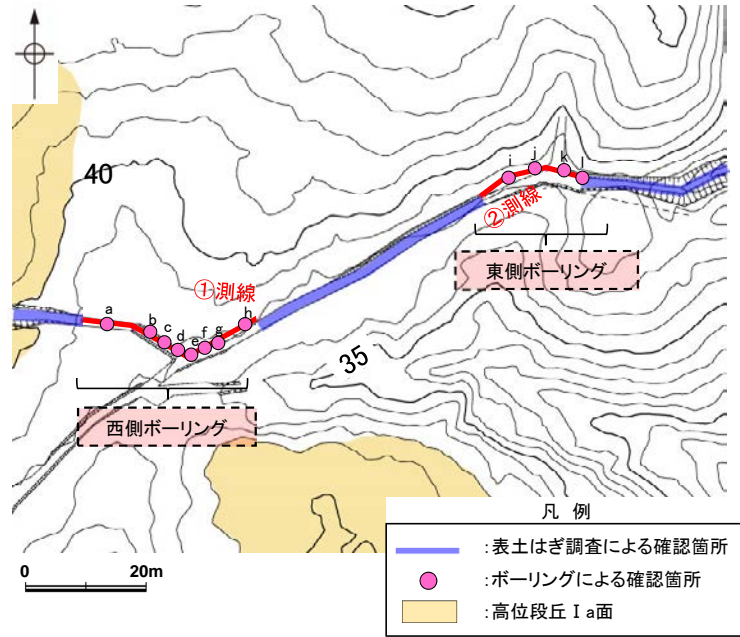 i
j
k
l
40
②測線
東側ボーリング
①測線
a
b
c
d
e
f
g
h
35
西側ボーリング
凡 例
:表土はぎ調査による確認箇所
:ボーリングによる確認箇所
:高位段丘Ⅰa面
0 20m